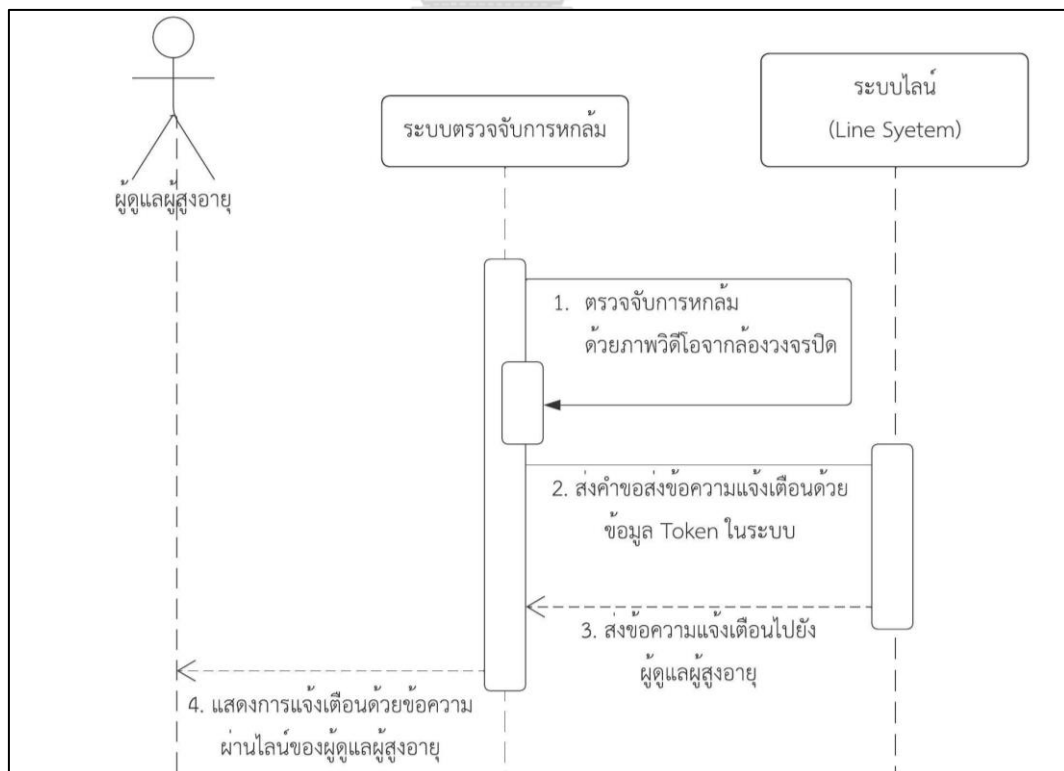 ระบบไลน์
(Line Syetem)
ระบบตรวจจับการหกล้ม
ผู้ดูแลผู้สูงอายุ
1. ตรวจจับการหกล้ม
ด้วยภาพวิดีโอจากล้องวงจรปิด
2. ส่งคำขอส่งข้อความแจ้งเตือนด้วย
ข้อมูล Token ในระบบ
3. ส่งข้อความแจ้งเตือนไปยัง
ผู้ดูแลผู้สูงอายุ
4. แสดงการแจ้งเตือนด้วยข้อความ
ผ่านไลน์ของผู้ดูแลผู้สูงอายุ